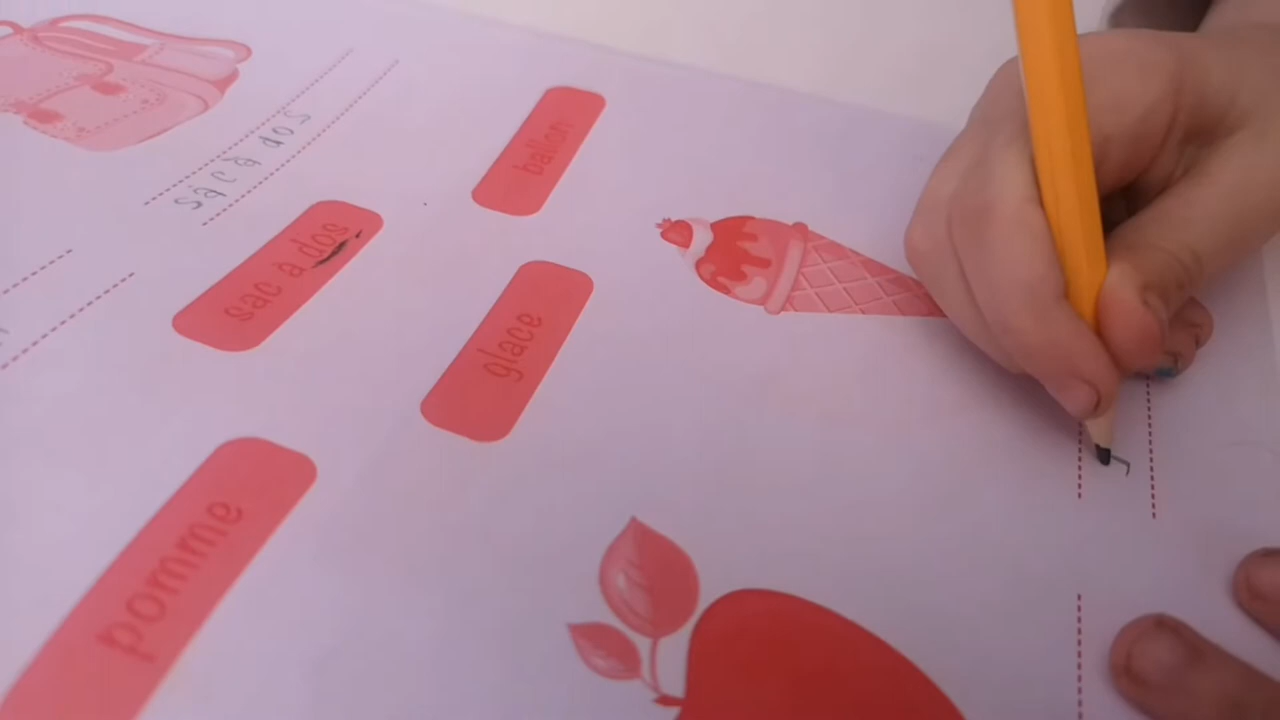 sac à dos
ballon
sac à dos
glace
pomme